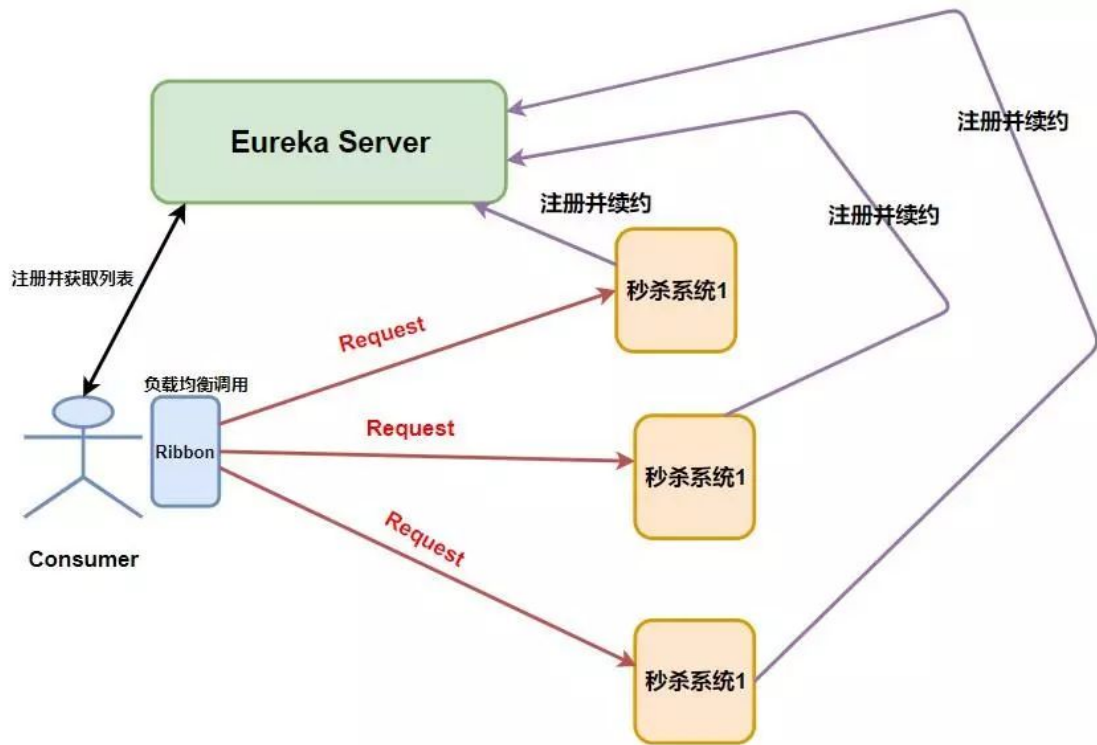 Eureka Server
注册并续约
注册并续约
注册并续约
注册并获取列表
秒杀系统1
Request
负载均衡调用
Ribbon
Request
秒杀系统1
Request
Consumer
秒杀系统1